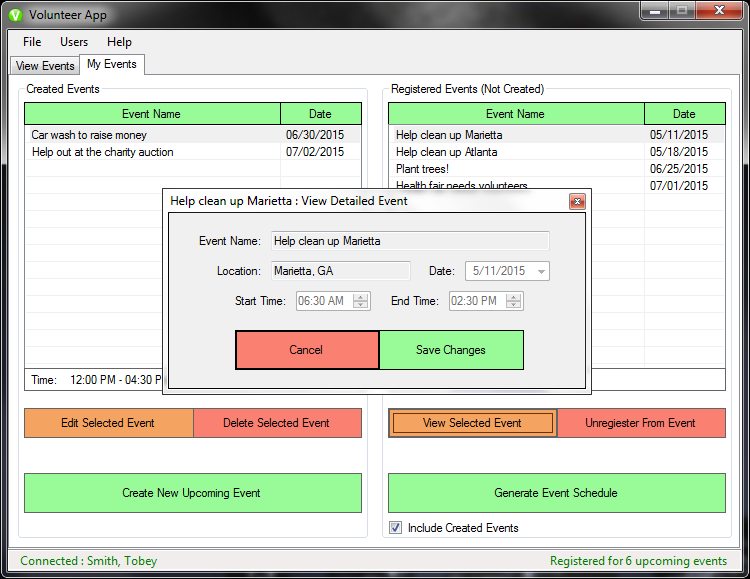 Volunteer App
File Users Help
View Events My Events
Created Events
Event Name Date
Car wash to raise money 06/30/2015
Help out at the charity auction 07/02/2015
Time: 12:00 PM - 04:30 P
Edit Selected Event Delete Selected Event
Create New Upcoming Event
Registered Events (Not Created)
Event Name Date
Help clean up Marietta 05/11/2015
Help clean up Atlanta 05/18/2015
Plant trees! 06/25/2015
Health fair needs volunteers 07/01/2015
View Selected Event Unregiester From Event
Generate Event Schedule
Include Created Events
Help clean up Marietta : View Detailed Event
Event Name: Help clean up Marietta
Location: Marietta, GA Date: 5/11/2015
Start Time: 06:30 AM End Time: 02:30 PM
Cancel Save Changes
Connected : Smith, Tobey Registered for 6 upcoming events